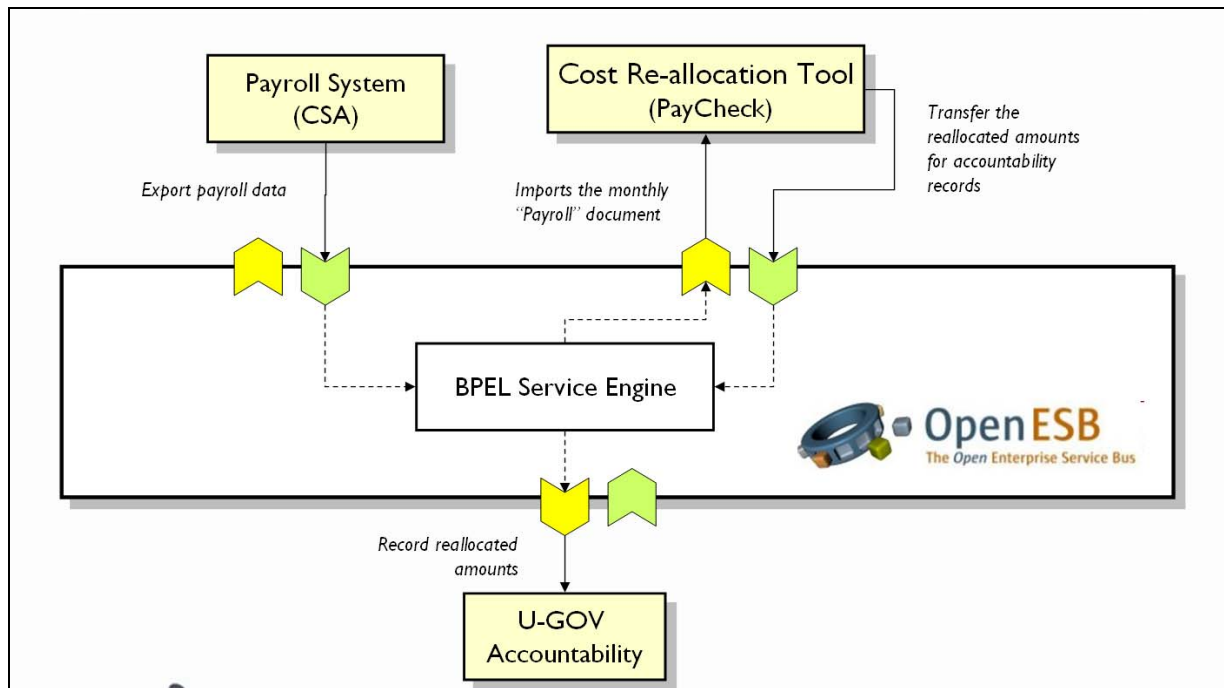 Payroll System
(CSA)
Cost Re-allocation Tool
(PayCheck)
Transfer the
reallocated amounts
for accountability
records
Export payroll data
Imports the monthly
“Payroll” document
BPEL Service Engine
OpenESB
The Open Enterprise Service Bus
Record reallocated
amounts
U-GOV
Accountability